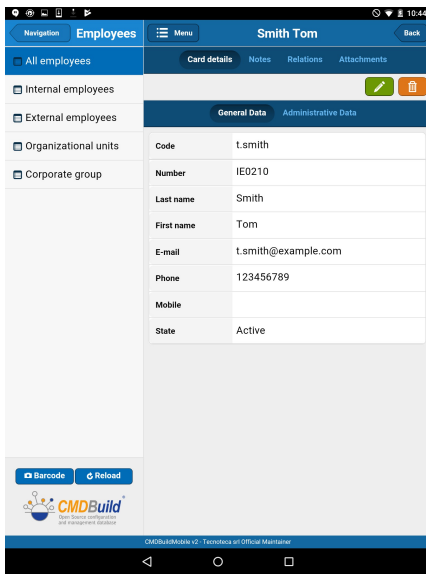 10:44
Navigation
Employees
Menu
Smith Tom
Back
All employees
Internal employees
External employees
Organizational units
Corporate group
Card details
Notes
Relations
Attachments
General Data
Administrative Data
Code t.smith
Number IE0210
Last name Smith
First name Tom
E-mail t.smith@example.com
Phone 123456789
Mobile
State Active
Barcode
Reload
CMDBuild
Open Source configuration
and management database
CMDBuildMobile v2 - Tecnoteca srl Official Maintainer